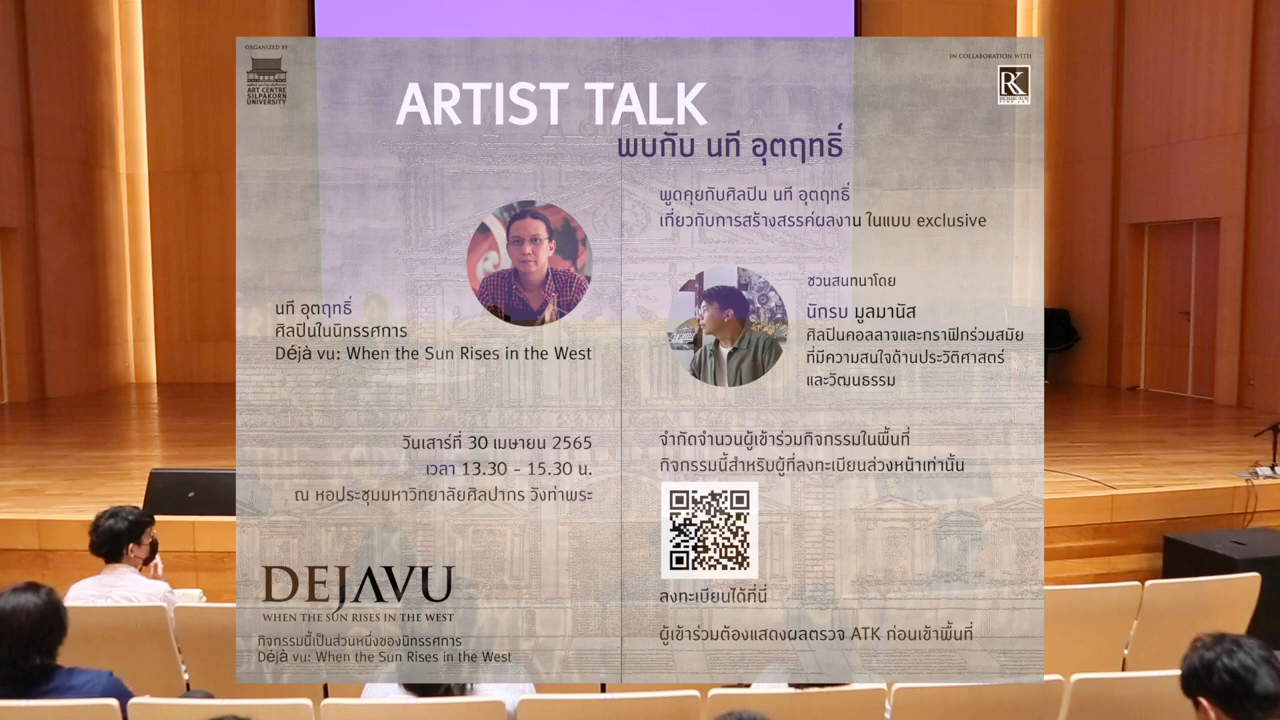 ORGANIZED BY
ART CENTRE
SILPAKORN
UNIVERSITY
IN COLLABORATION WITH
RK
RICHARD KOH
FINE ART
ARTIST TALK
พบกับ นที อุตฤทธิ์
พูดคุยกับศิลปิน นที อุตฤทธิ์
เกี่ยวกับการสร้างสรรค์ผลงาน ในแบบ exclusive
นที อุตฤทธิ์
ศิลปินในนิทรรศการ
Déjà vu: When the Sun Rises in the West
ชวนสนทนาโดย
นักรบ มูลมานัส
ศิลปินคอลลาจและกราฟิกร่วมสมัย
ที่มีความสนใจด้านประวิติศาสตร์
และวัฒนธรรม
วันเสาร์ที่ 30 เมษายน 2565
เวลา 13.30 - 15.30 น.
ณ หอประชุมมหาวิทยาลัยศิลปากร วังท่าพระ
จำกัดจำนวนผู้เข้าร่วมกิจกรรมในพื้นที่
กิจกรรมนี้สำหรับผู้ที่ลงทะเบียนล่วงหน้าเท่านั้น
ลงทะเบียนได้ที่นี่
ผู้เข้าร่วมต้องแสดงผลตรวจ ATK ก่อนเข้าพื้นที่
DEJAVU
WHEN THE SUN RISES IN THE WEST
กิจกรรมนี้เป็นส่วนหนึ่งของนิทรรศการ
Déjà vu: When the Sun Rises in the West